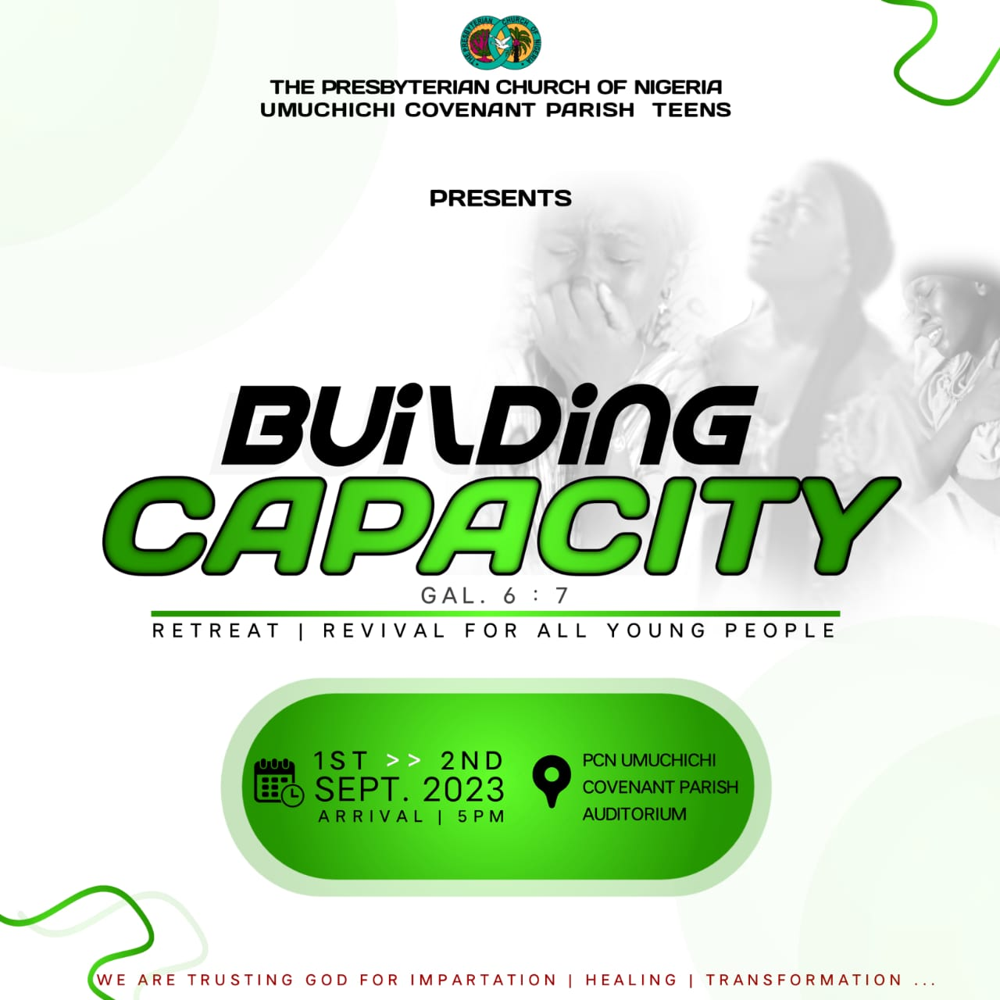 THE PRESBYTERIAN CHURCH OF NIGERIA
THE PRESBYTERIAN CHURCH OF NIGERIA
UMUCHICHI COVENANT PARISH TEENS
PRESENTS
BUiLDiNG
CAPACITY
GAL. 6 : 7
RETREAT | REVIVAL FOR ALL YOUNG PEOPLE
1ST >> 2ND
SEPT. 2023
ARRIVAL | 5PM
PCN UMUCHICHI
COVENANT PARISH
AUDITORIUM
WE ARE TRUSTING GOD FOR IMPARTATION | HEALING | TRANSFORMATION ...